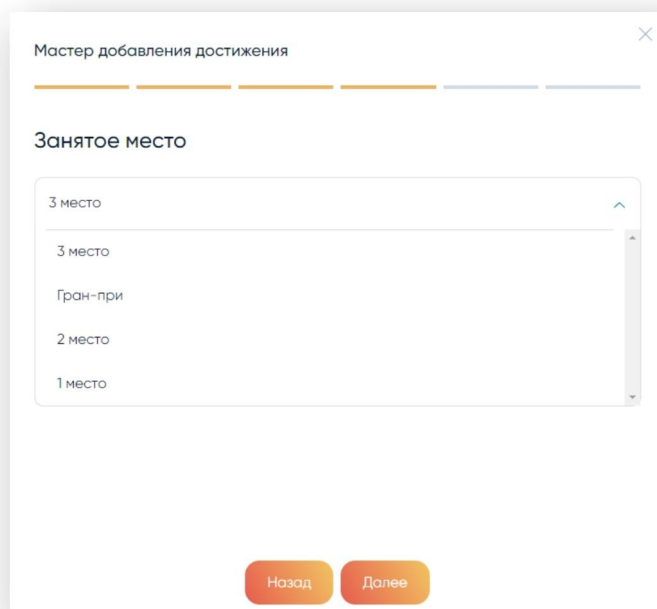 Мастер добавления достижения
Занятое место
3 место
3 место
Гран-при
2 место
1 место
Назад
Далее